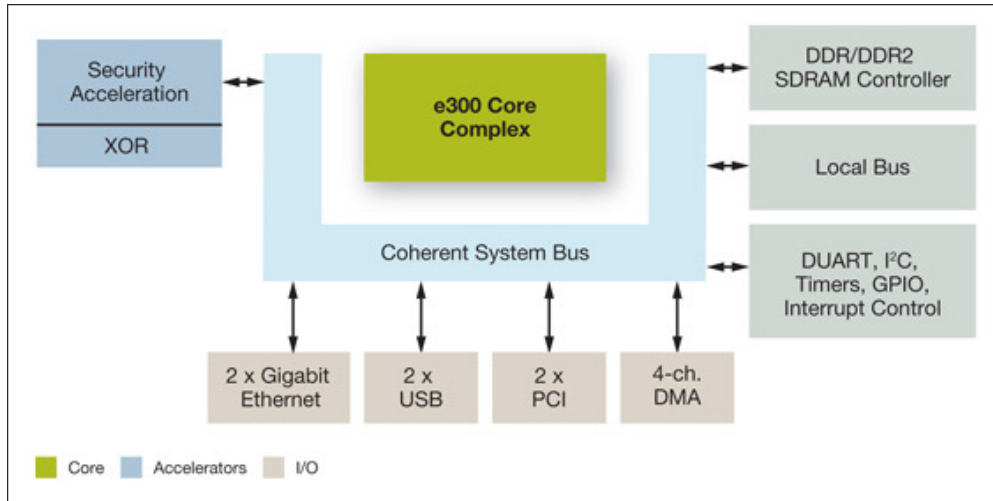 Security
Acceleration
XOR
e300 Core
Complex
DDR/DDR2
SDRAM Controller
Local Bus
Coherent System Bus
DUART, I²C,
Timers, GPIO,
Interrupt Control
2 x Gigabit
Ethernet
2 x
USB
2 x
PCI
4-ch.
DMA
Core
Accelerators
I/O